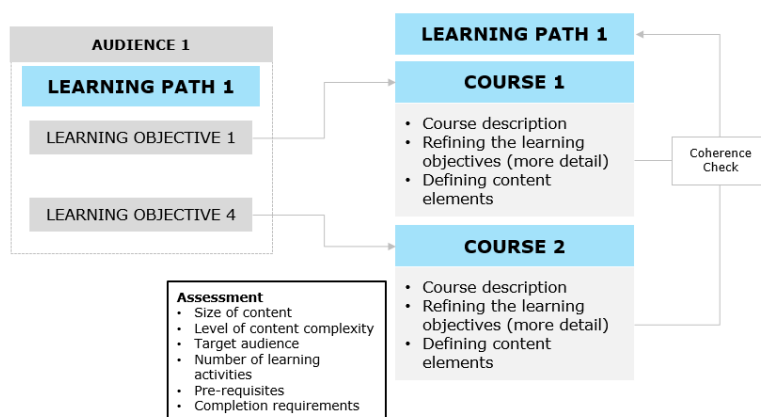 AUDIENCE 1
LEARNING PATH 1
LEARNING OBJECTIVE 1
LEARNING OBJECTIVE 4
LEARNING PATH 1
COURSE 1
• Course description
• Refining the learning
objectives (more detail)
• Defining content
elements
Coherence
Check
COURSE 2
• Course description
• Refining the learning
objectives (more detail)
• Defining content
elements
Assessment
• Size of content
• Level of content complexity
• Target audience
• Number of learning
activities
• Pre-requisites
• Completion requirements